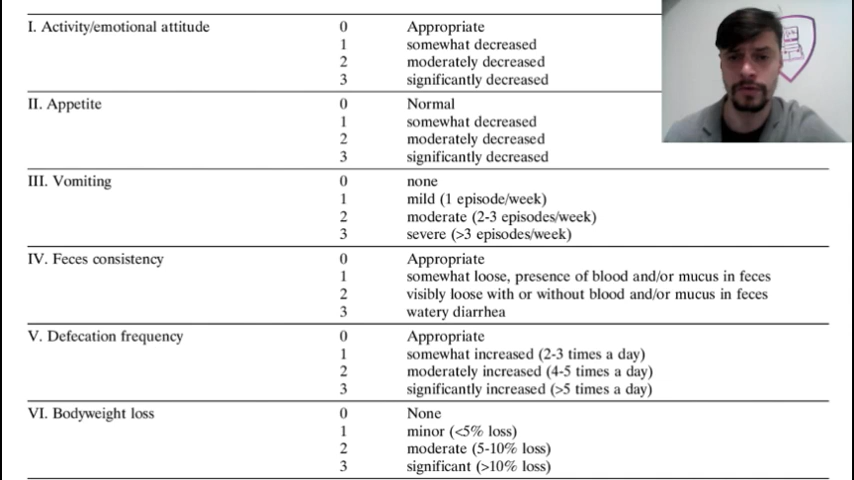 I. Activity/emotional attitude 0 Appropriate
1 somewhat decreased
2 moderately decreased
3 significantly decreased
II. Appetite 0 Normal
1 somewhat decreased
2 moderately decreased
3 significantly decreased
III. Vomiting 0 none
1 mild (1 episode/week)
2 moderate (2-3 episodes/week)
3 severe (>3 episodes/week)
IV. Feces consistency 0 Appropriate
1 somewhat loose, presence of blood and/or mucus in feces
2 visibly loose with or without blood and/or mucus in feces
3 watery diarrhea
V. Defecation frequency 0 Appropriate
1 somewhat increased (2-3 times a day)
2 moderately increased (4-5 times a day)
3 significantly increased (>5 times a day)
VI. Bodyweight loss 0 None
1 minor (<5% loss)
2 moderate (5-10% loss)
3 significant (>10% loss)